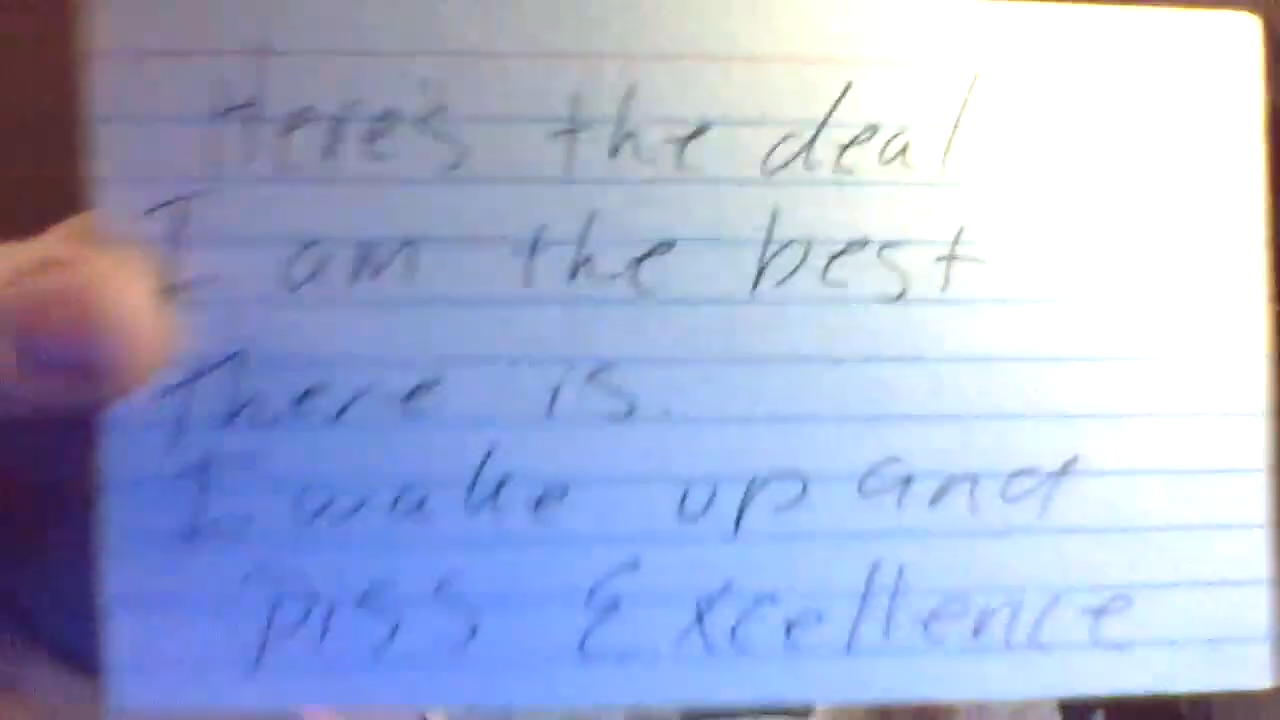 Here's the deal
I am the best
There is.
I wake up and
piss Excellence